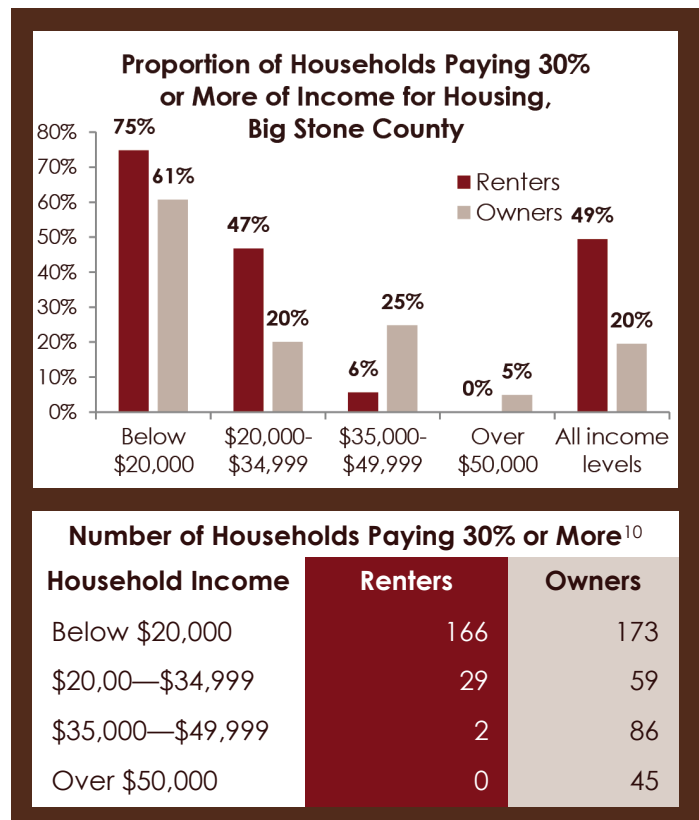 Proportion of Households Paying 30%
or More of Income for Housing,
Big Stone County
80%
70%
60%
50%
40%
30%
20%
10%
0%
75%
61%
47%
20%
6%
25%
0%
5%
49%
20%
Renters
Owners
Below
$20,000
$20,000-
$34,999
$35,000-
$49,999
Over
$50,000
All income
levels
Number of Households Paying 30% or More10
Household Income Renters Owners
Below $20,000 166 173
$20,00—$34,999 29 59
$35,000—$49,999 2 86
Over $50,000 0 45